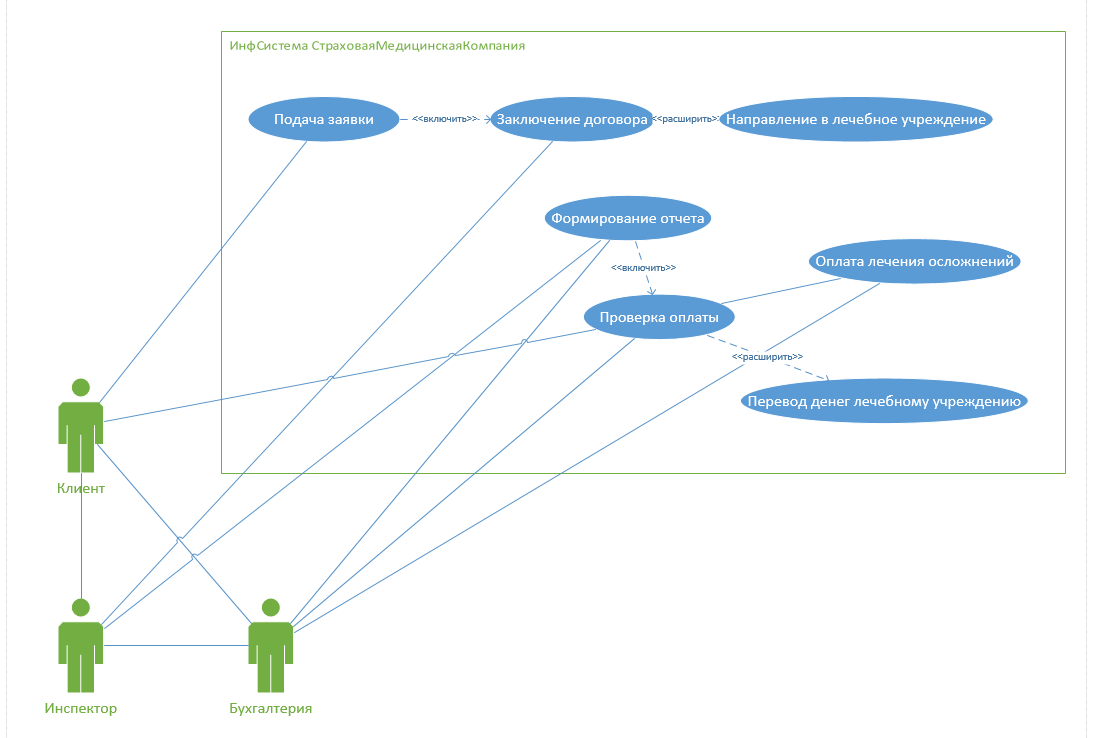 ИнфСистема СтраховаяМедицинскаяКомпания
Подача заявки
<<включить>>
Заключение договора
<<расширить>>
Направление в лечебное учреждение
Формирование отчета
<<включить>>
Оплата лечения осложнений
Проверка оплаты
<<расширить>>
Перевод денег лечебному учреждению
Клиент
Инспектор
Бухгалтерия